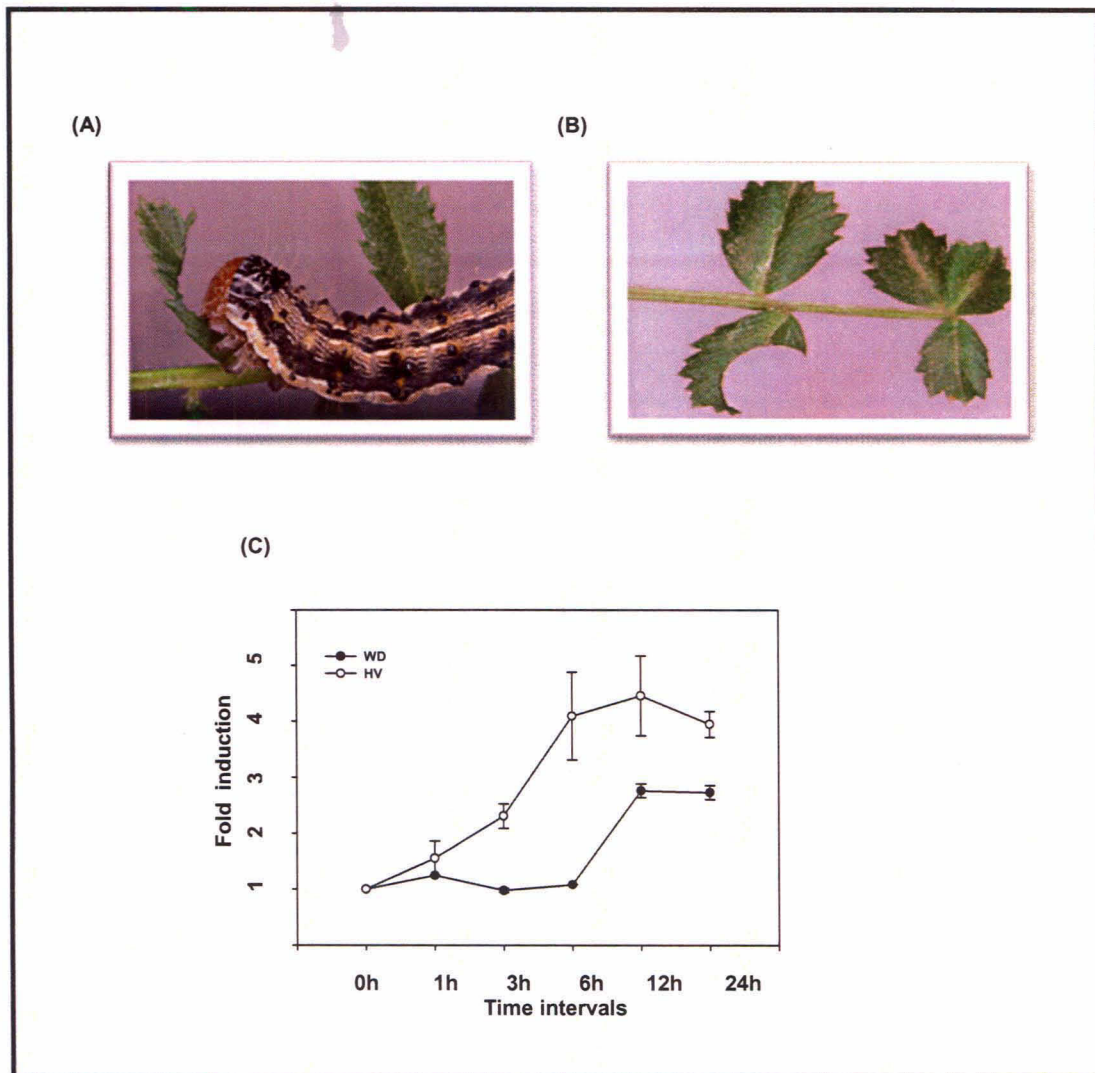 (A)
(B)
(C)
WD
HV
5
4
3
2
1
Fold induction
0h 1h 3h 6h 12h 24h
Time intervals